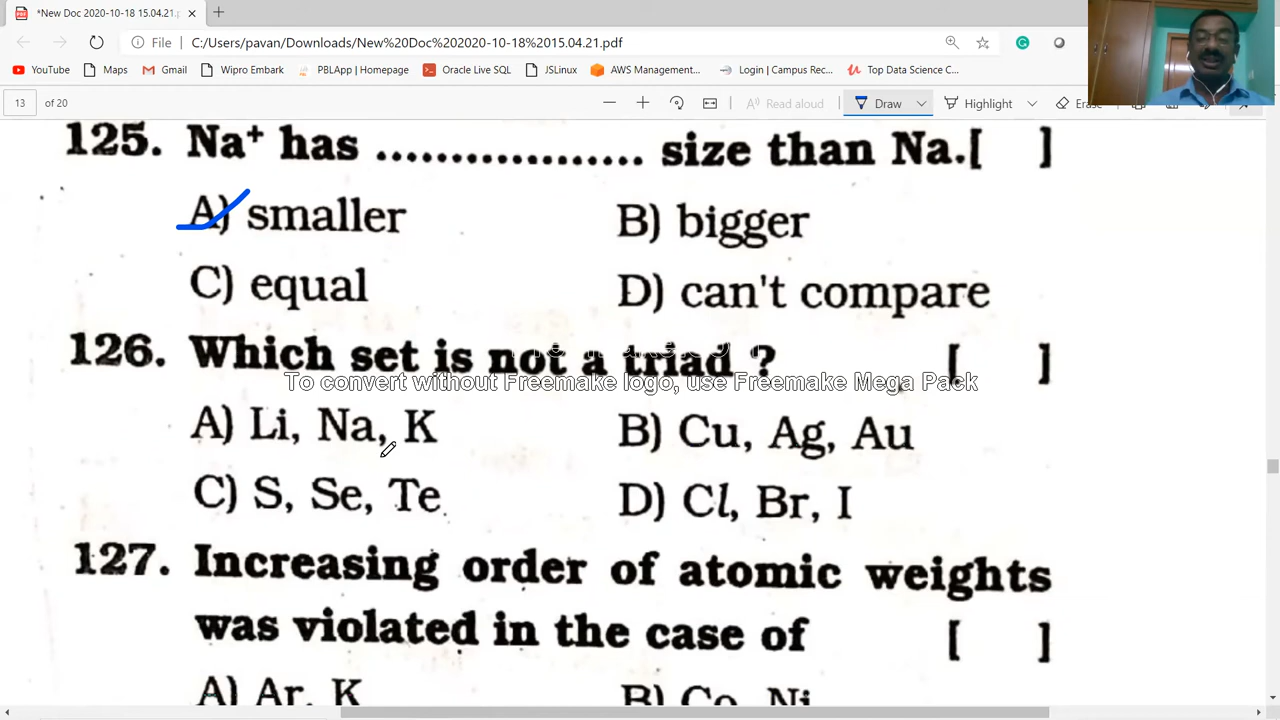 *New Doc 2020-10-18 15.04.21.p
File C:/Users/pavan/Downloads/New%20Doc%202020-10-18%2015.04.21.pdf
YouTube Maps Gmail Wipro Embark PBLApp | Homepage Oracle Live SQL JSLinux AWS Management... Login | Campus Rec... Top Data Science C...
13 of 20 Read aloud Draw Highlight Erase
125. Na⁺ has .................. size than Na.[ ]
A) smaller B) bigger
C) equal D) can't compare
126. Which set is not a triad ? [ ]
To convert without Freemake logo, use Freemake Mega Pack
A) Li, Na, K B) Cu, Ag, Au
C) S, Se, Te D) Cl, Br, I
127. Increasing order of atomic weights
was violated in the case of [ ]
A) Ar, K B) Co, Ni